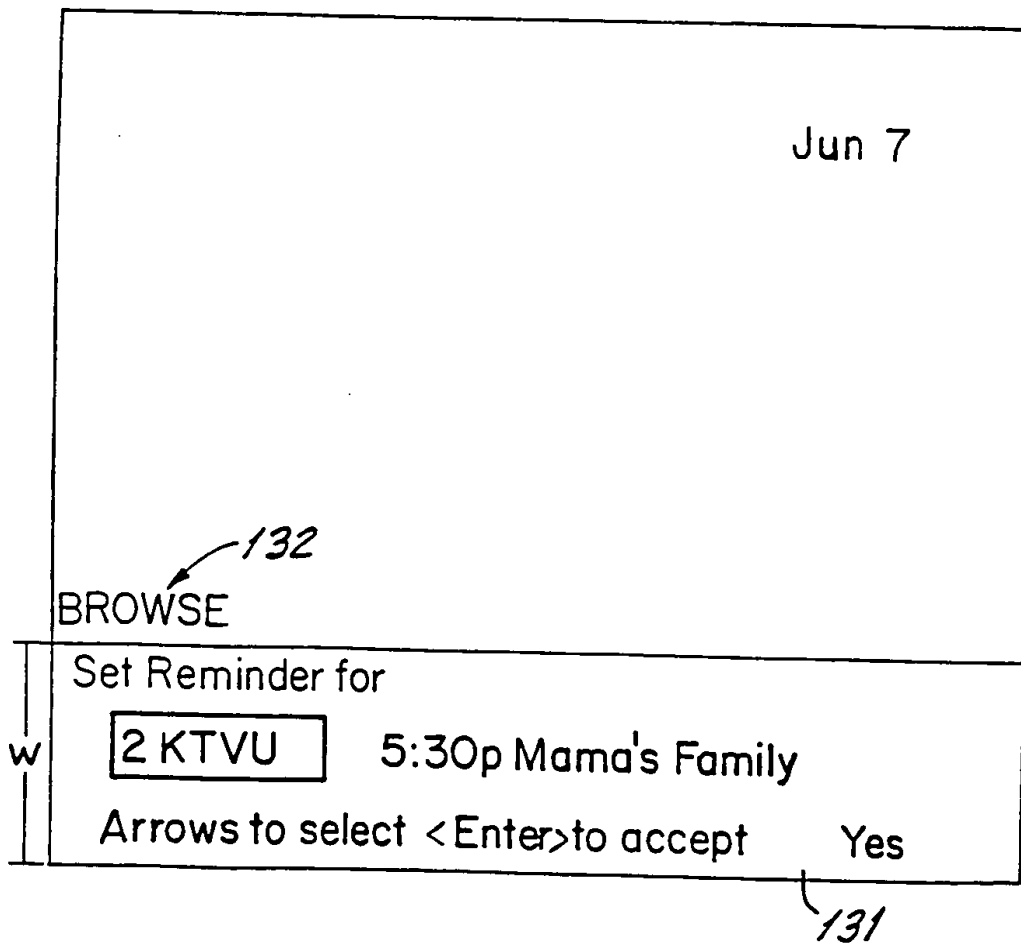 Jun 7
132
BROWSE
Set Reminder for
W
2 KTVU 5:30p Mama's Family
Arrows to select <Enter>to accept Yes
131